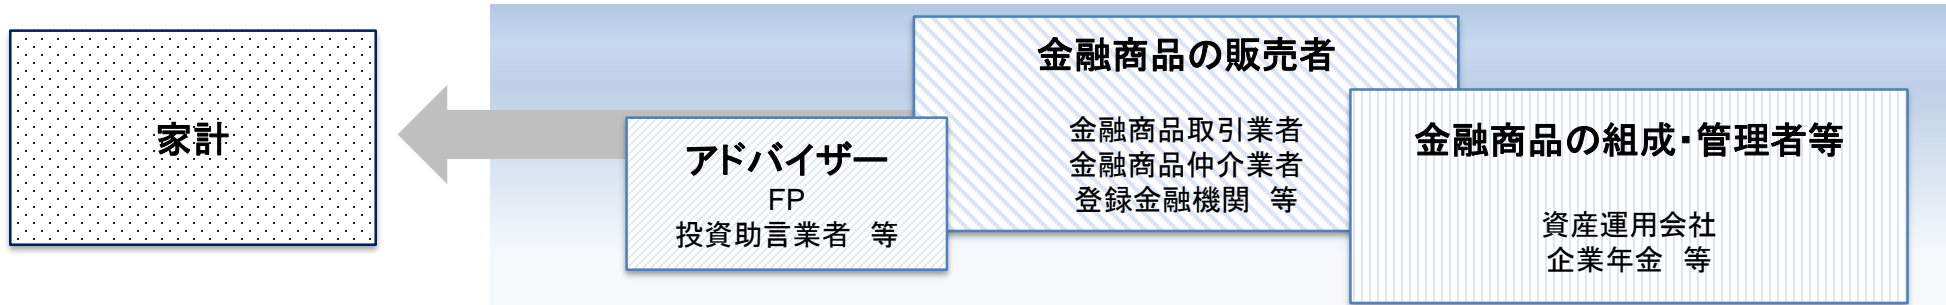 家計
アドバイザー
FP
投資助言業者　等
金融商品の販売者
金融商品取引業者
金融商品仲介業者
登録金融機関　等
金融商品の組成・管理者等
資産運用会社
企業年金　等